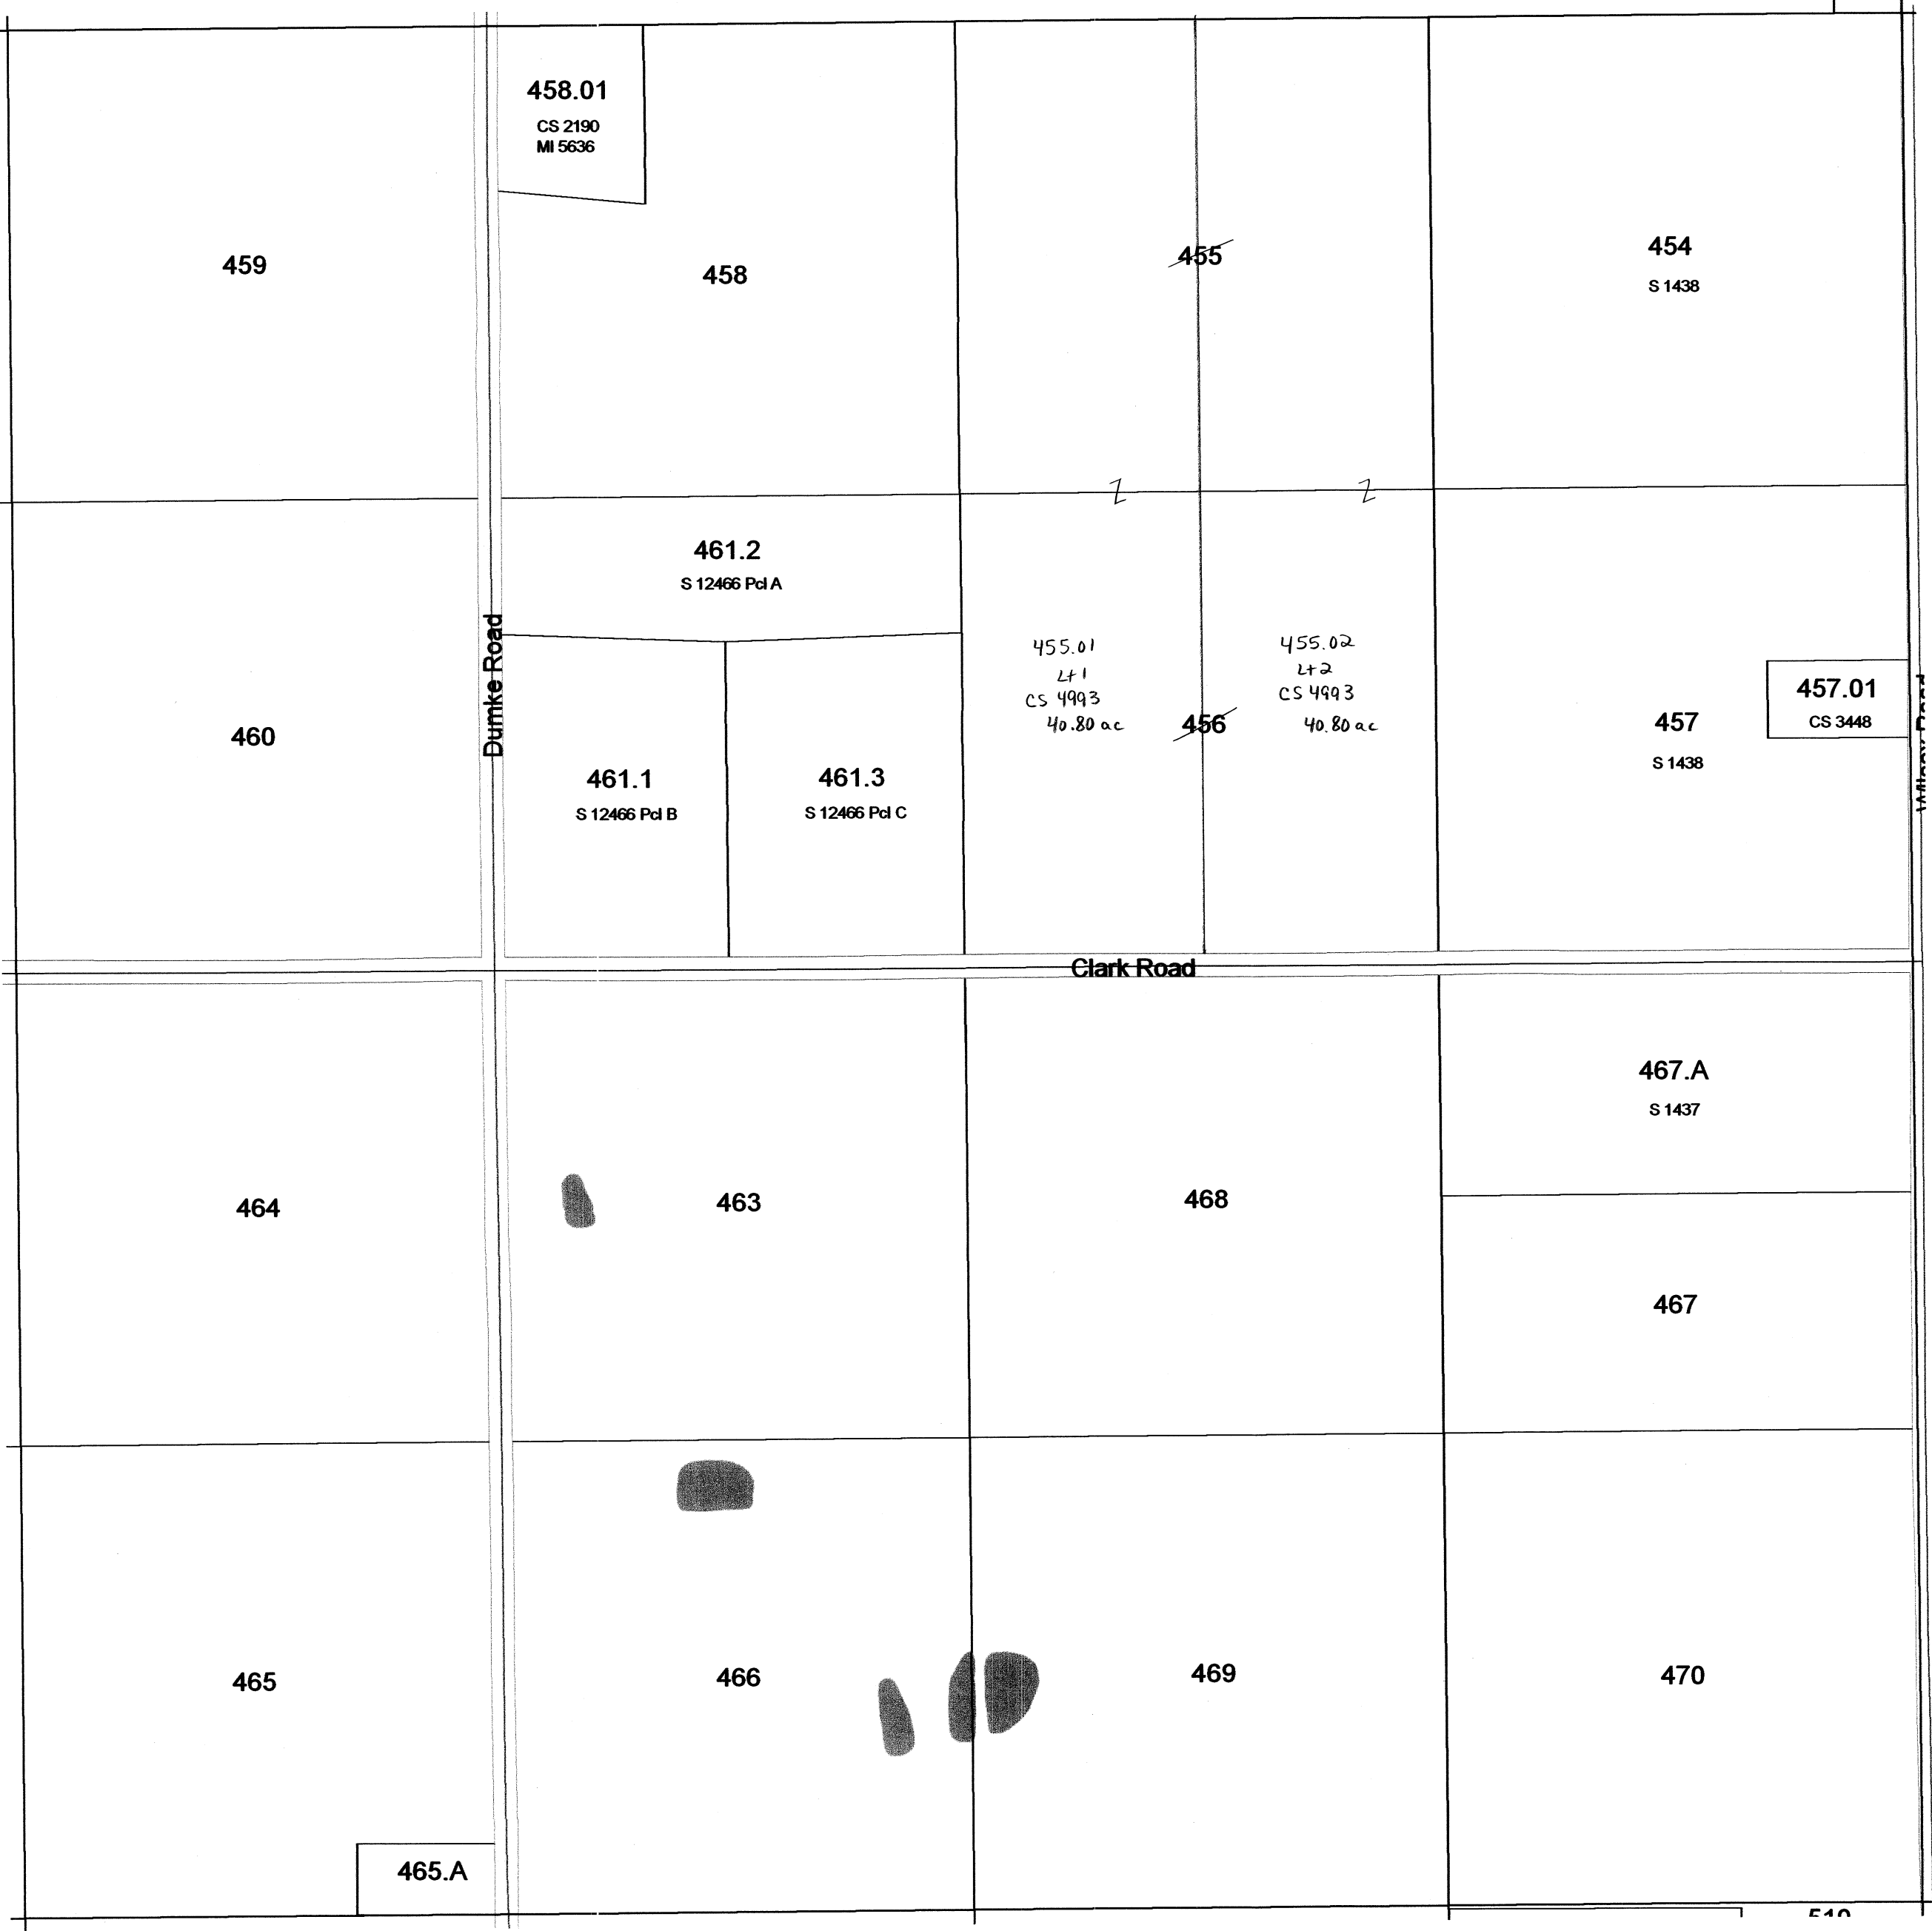 458.01
CS 2190
MI 5636
459
458
455
454
S 1438
461.2
S 12466 Pcl A
Dumke Road
460
455.01
Lt 1
CS 4993
40.80 ac
455.02
Lt 2
CS 4993
40.80 ac
456
457
S 1438
457.01
CS 3448
461.1
S 12466 Pcl B
461.3
S 12466 Pcl C
Clark Road
467.A
S 1437
464
463
468
467
465
466
469
470
465.A